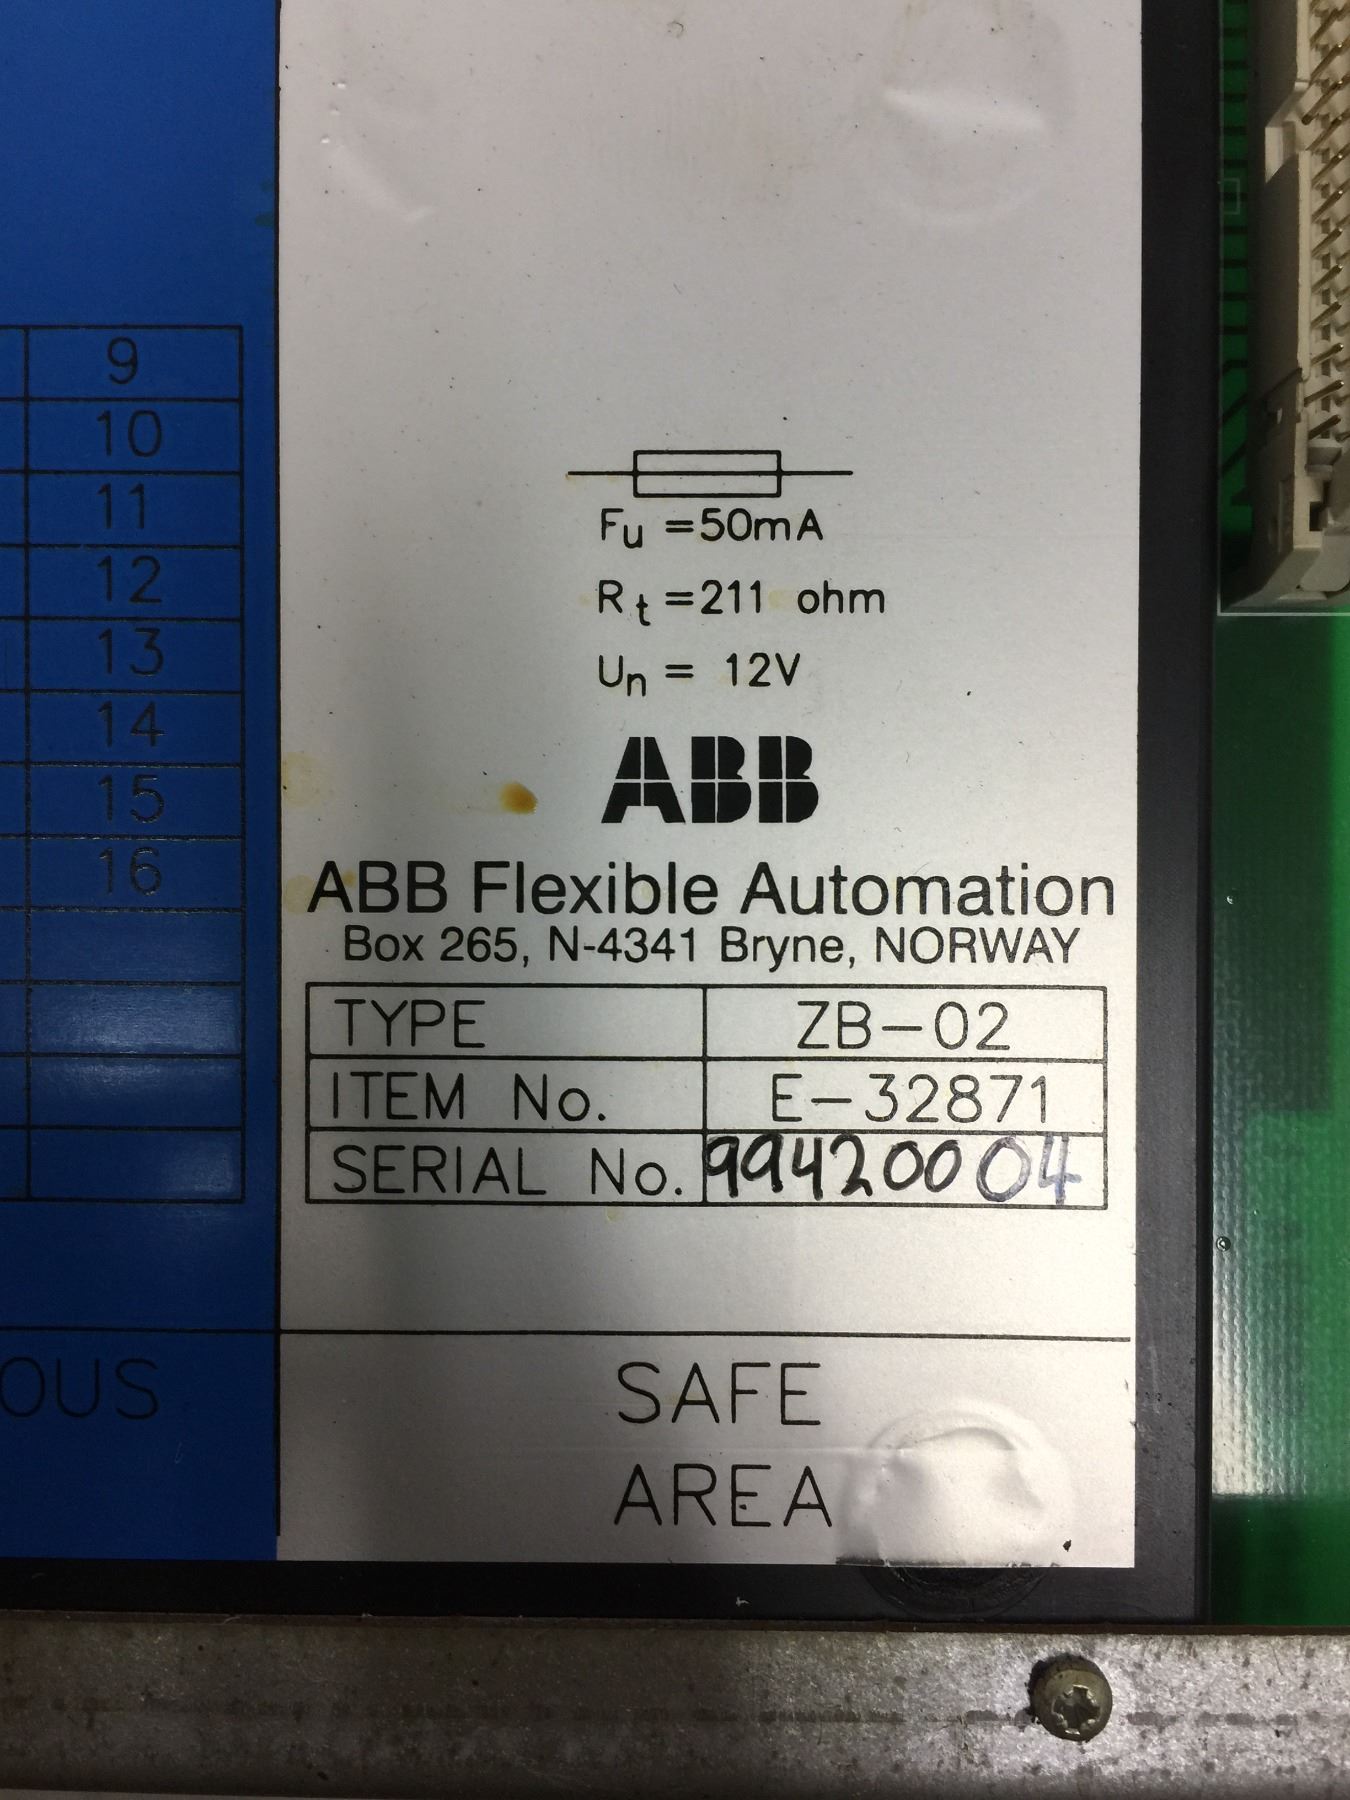 9
10
11
12
13
14
15
16
OUS
Fu =50mA
Rt =211 ohm
Un = 12V
ABB
ABB Flexible Automation
Box 265, N-4341 Bryne, NORWAY
TYPE ZB-02
ITEM No. E-32871
SERIAL No. 99420004
SAFE
AREA